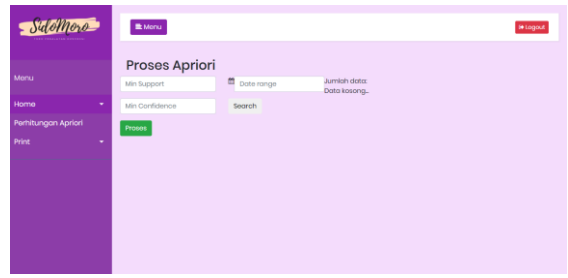 SidoMoro
Menu
Logout
Menu
Home
Perhitungan Apriori
Print
Proses Apriori
Min Support
Date range
Jumlah data:
Data kosong...
Min Confidence
Search
Proses